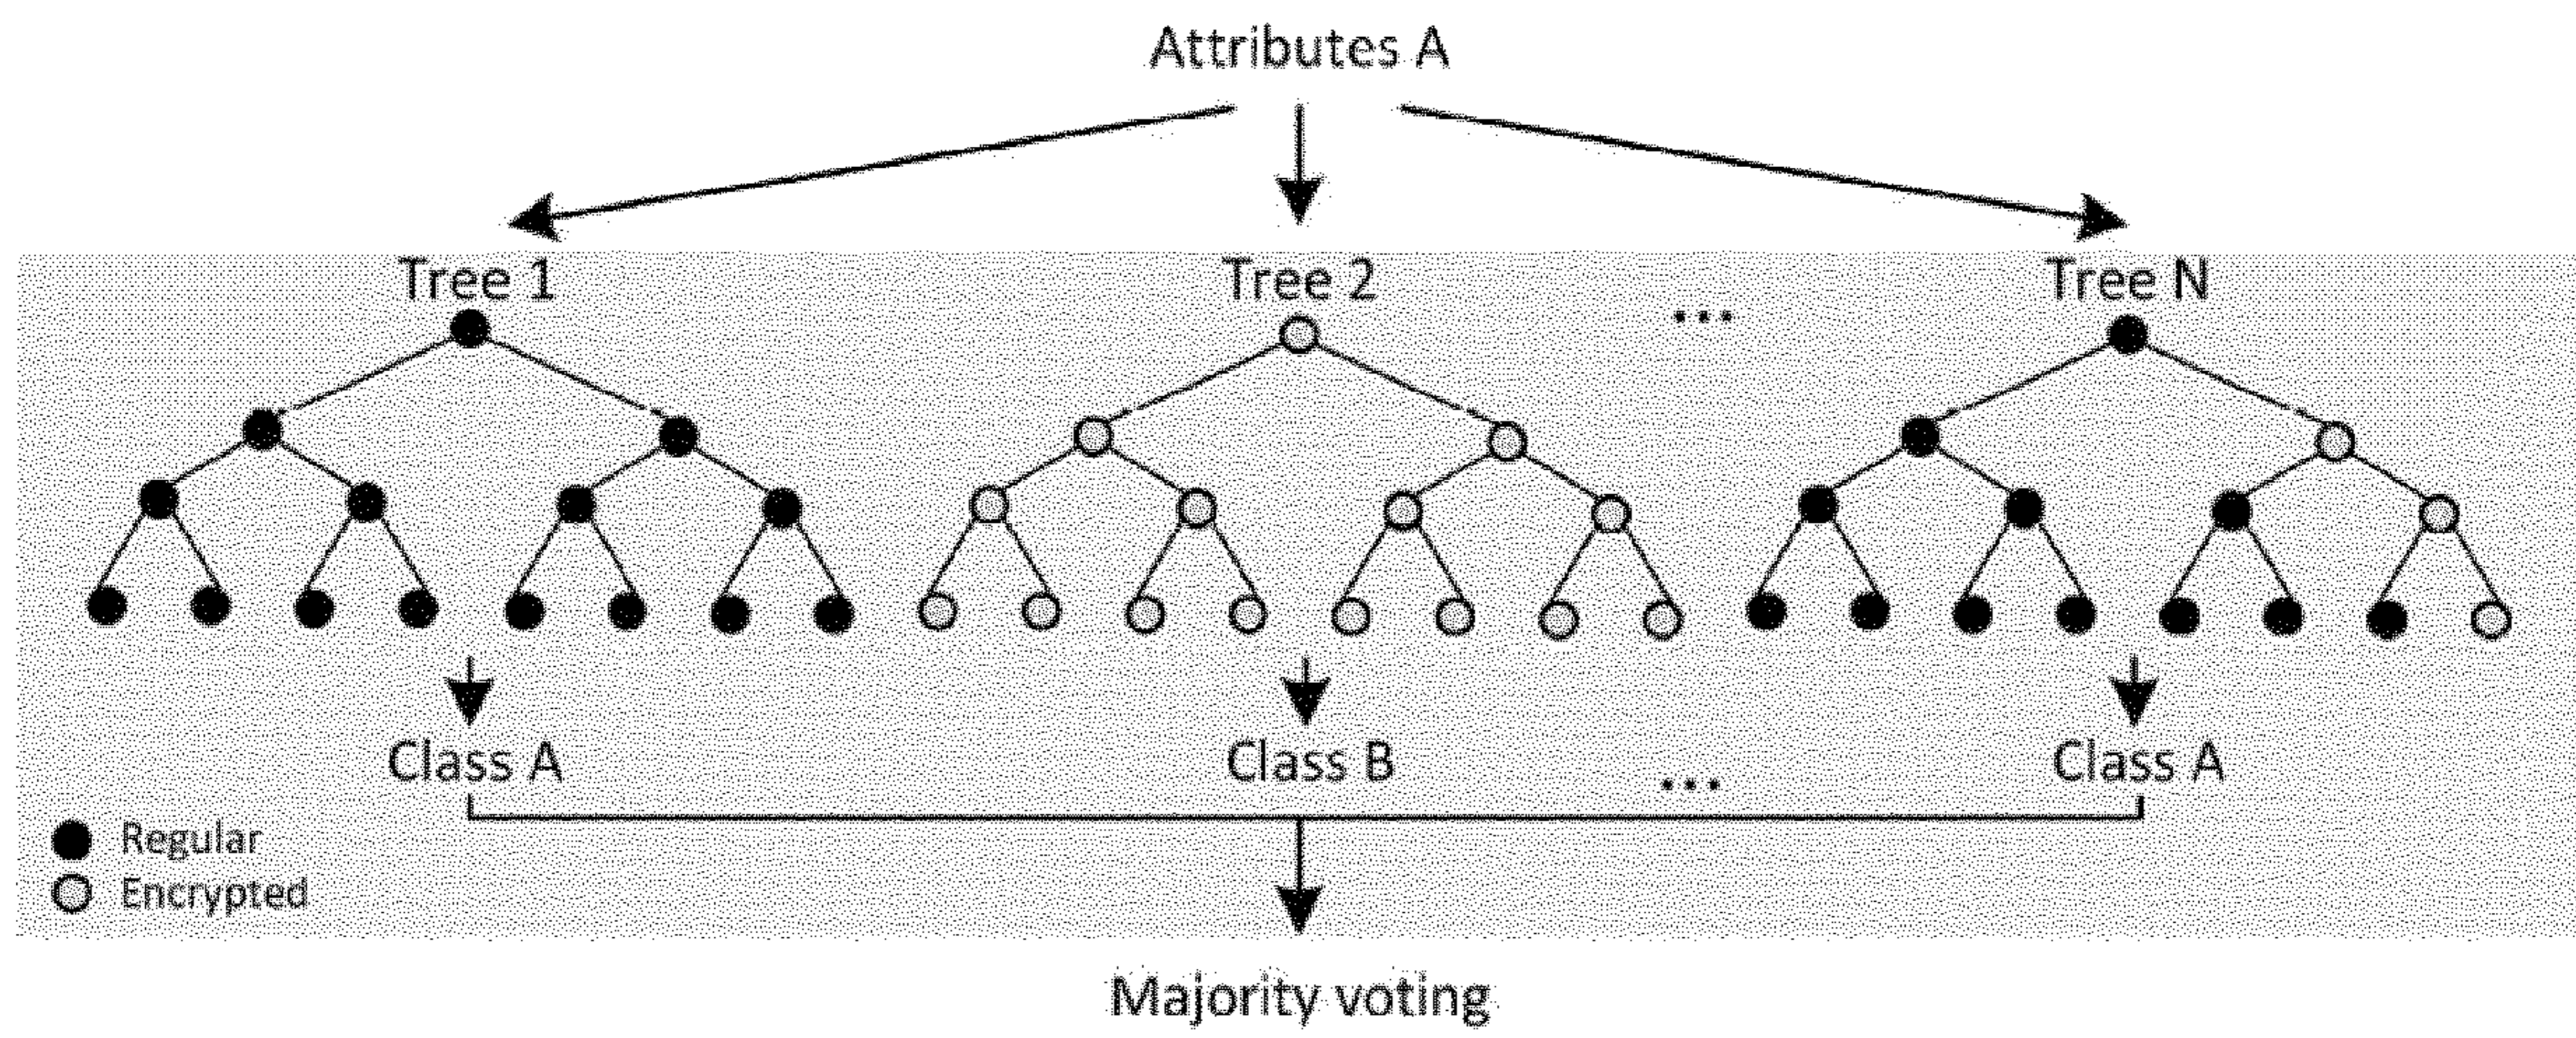 Attributes A
Tree 1
Tree 2
...
Tree N
Class A
Class B
...
Class A
Regular
Encrypted
Majority voting